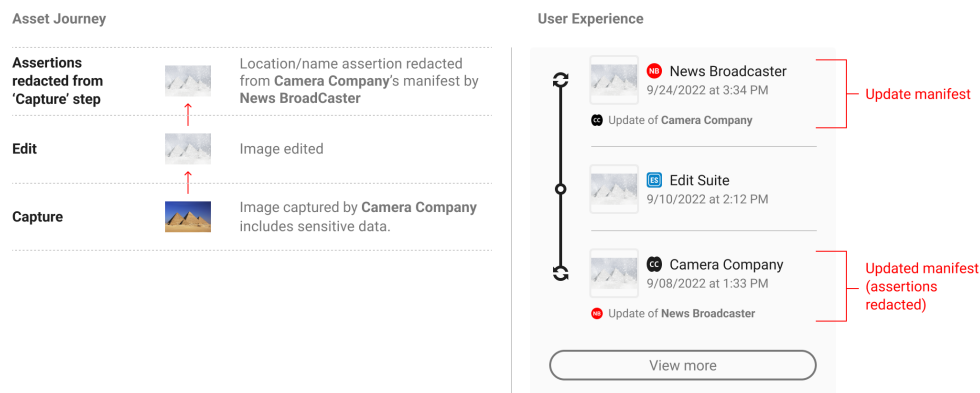 Asset Journey
Assertions
redacted from
‘Capture’ step
Location/name assertion redacted
from Camera Company’s manifest by
News BroadCaster
Edit
Image edited
Capture
Image captured by Camera Company
includes sensitive data.
User Experience
NB News Broadcaster
9/24/2022 at 3:34 PM
CC Update of Camera Company
Update manifest
ES Edit Suite
9/10/2022 at 2:12 PM
CC Camera Company
9/08/2022 at 1:33 PM
NB Update of News Broadcaster
Updated manifest
(assertions
redacted)
View more